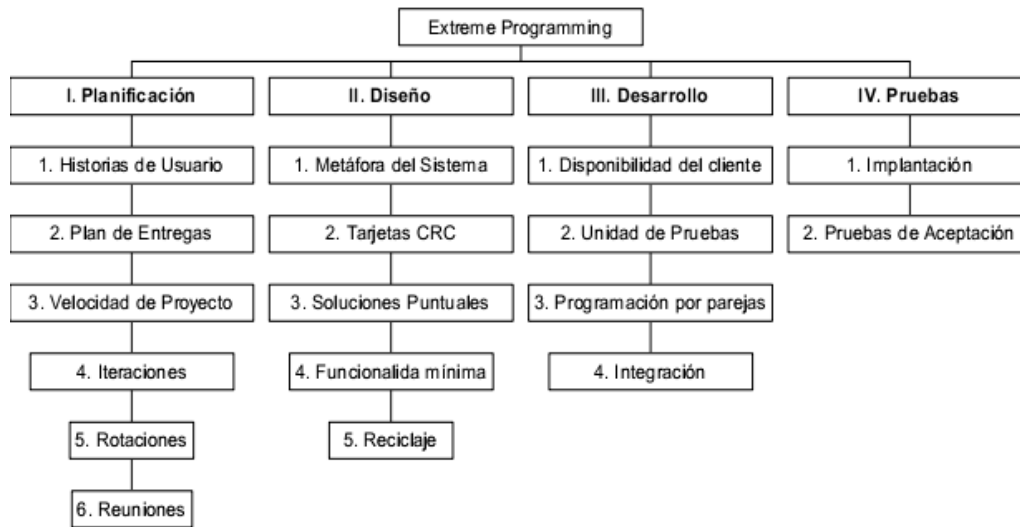 Extreme Programming
I. Planificación
II. Diseño
III. Desarrollo
IV. Pruebas
1. Historias de Usuario
1. Metáfora del Sistema
1. Disponibilidad del cliente
1. Implantación
2. Plan de Entregas
2. Tarjetas CRC
2. Unidad de Pruebas
2. Pruebas de Aceptación
3. Velocidad de Proyecto
3. Soluciones Puntuales
3. Programación por parejas
4. Iteraciones
4. Funcionalida mínima
4. Integración
5. Rotaciones
5. Reciclaje
6. Reuniones